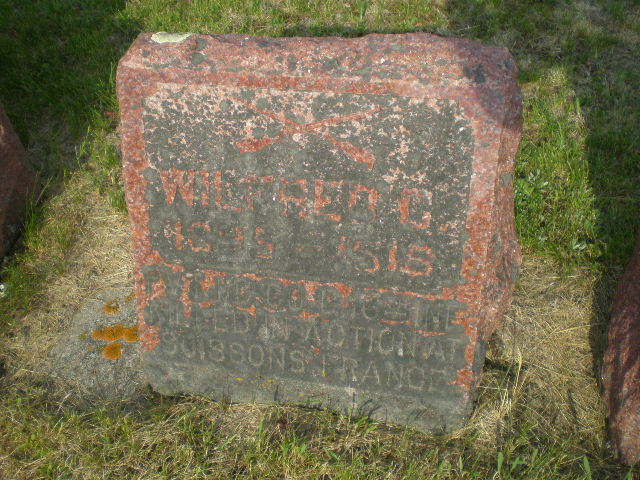 WILFRED C.
1895 - 1918
KILLED IN ACTION AT
SOISSONS, FRANCE